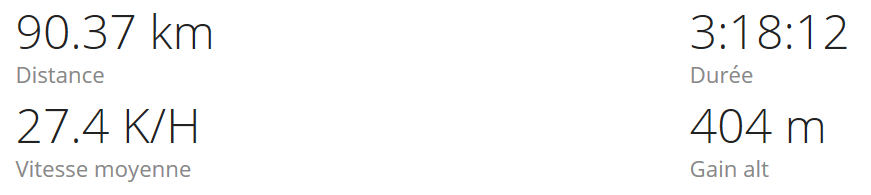 90.37 km
Distance
3:18:12
Durée
27.4 K/H
Vitesse moyenne
404 m
Gain alt